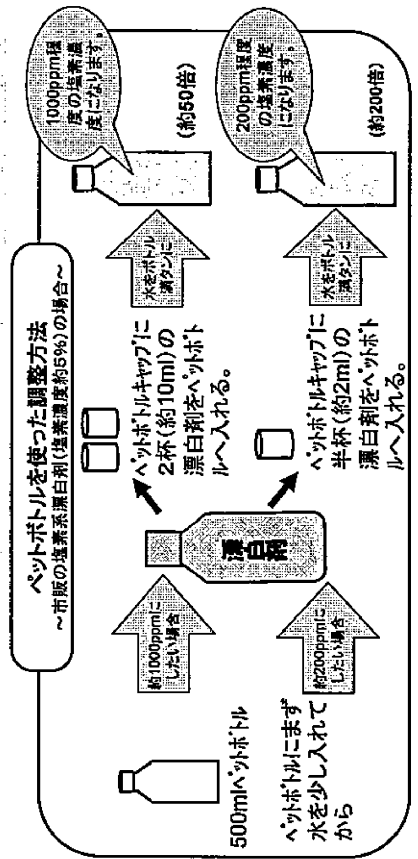 ペットボトルを使った調整方法
～市販の塩素系漂白剤(塩素濃度約5%)の場合～
500mlペットボトル
ペットボトルにまず
水を少し入れて
から
約1000ppmに
したい場合
約200ppmに
したい場合
漂白剤
ペットボトルキャップに
2杯(約10ml)の
漂白剤をペットボト
ルへ入れる。
水をボトル
満タンに
1000ppm程
度の塩素濃
度になります。
(約50倍)
ペットボトルキャップに
半杯(約2ml)の
漂白剤をペットボト
ルへ入れる。
水をボトル
満タンに
200ppm程度
の塩素濃度
になります。
(約200倍)